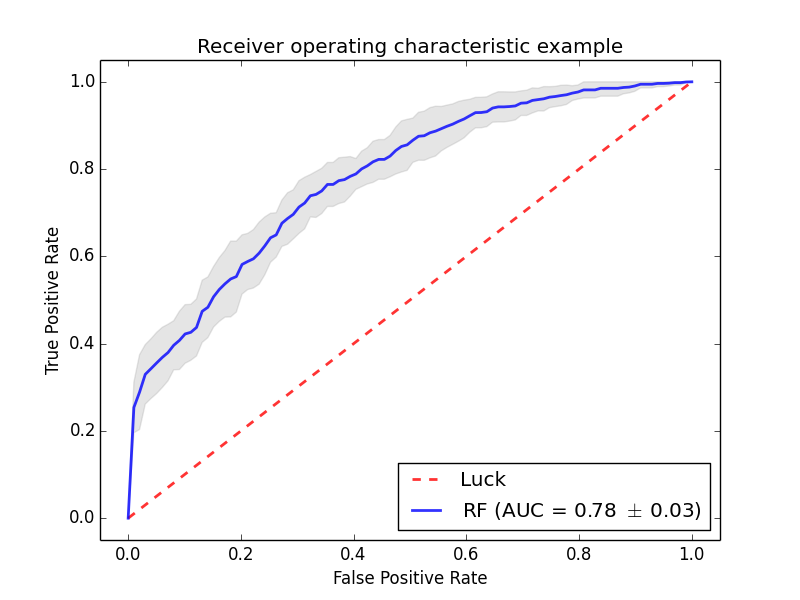 Receiver operating characteristic example
1.0
0.8
0.6
0.4
0.2
0.0
True Positive Rate
Luck
RF (AUC = 0.78 ± 0.03)
0.0 0.2 0.4 0.6 0.8 1.0
False Positive Rate